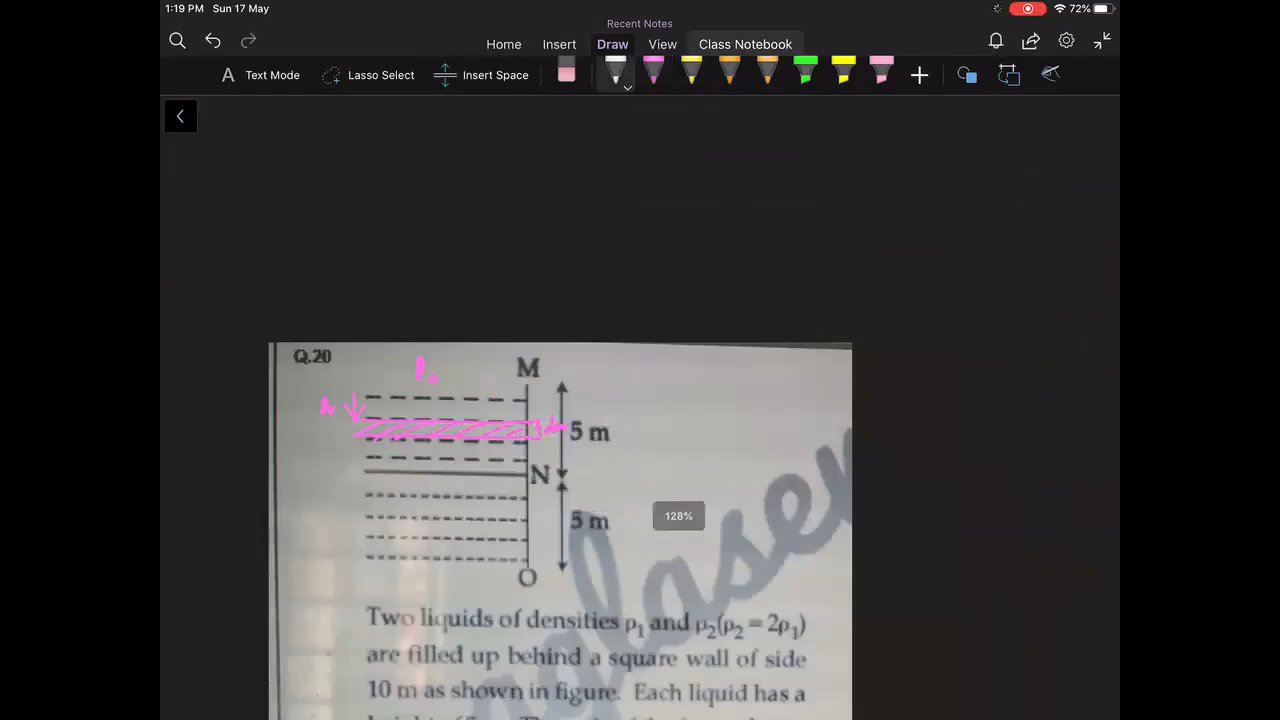 1:19 PM Sun 17 May
72%
Recent Notes
Home Insert Draw View Class Notebook
Text Mode Lasso Select Insert Space
Q.20
P₀
M
h
dh
5 m
N
5 m
128%
O
Two liquids of densities ρ₁ and ρ₂(ρ₂ = 2ρ₁)
are filled up behind a square wall of side
10 m as shown in figure. Each liquid has a